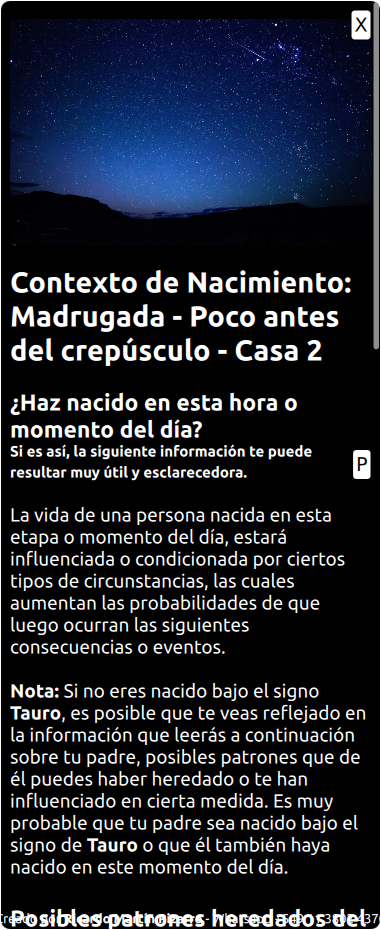 X
Contexto de Nacimiento:
Madrugada - Poco antes
del crepúsculo - Casa 2
¿Haz nacido en esta hora o
momento del día?
Si es así, la siguiente información te puede
resultar muy útil y esclarecedora.
P
La vida de una persona nacida en esta
etapa o momento del día, estará
influenciada o condicionada por ciertos
tipos de circunstancias, las cuales
aumentan las probabilidades de que
luego ocurran las siguientes
consecuencias o eventos.
Nota: Si no eres nacido bajo el signo
Tauro, es posible que te veas reflejado en
la información que leerás a continuación
sobre tu padre, posibles patrones que de
él puedes haber heredado o te han
influenciado en cierta medida. Es muy
probable que tu padre sea nacido bajo el
signo de Tauro o que él también haya
nacido en este momento del día.
Posibles patrones heredados del